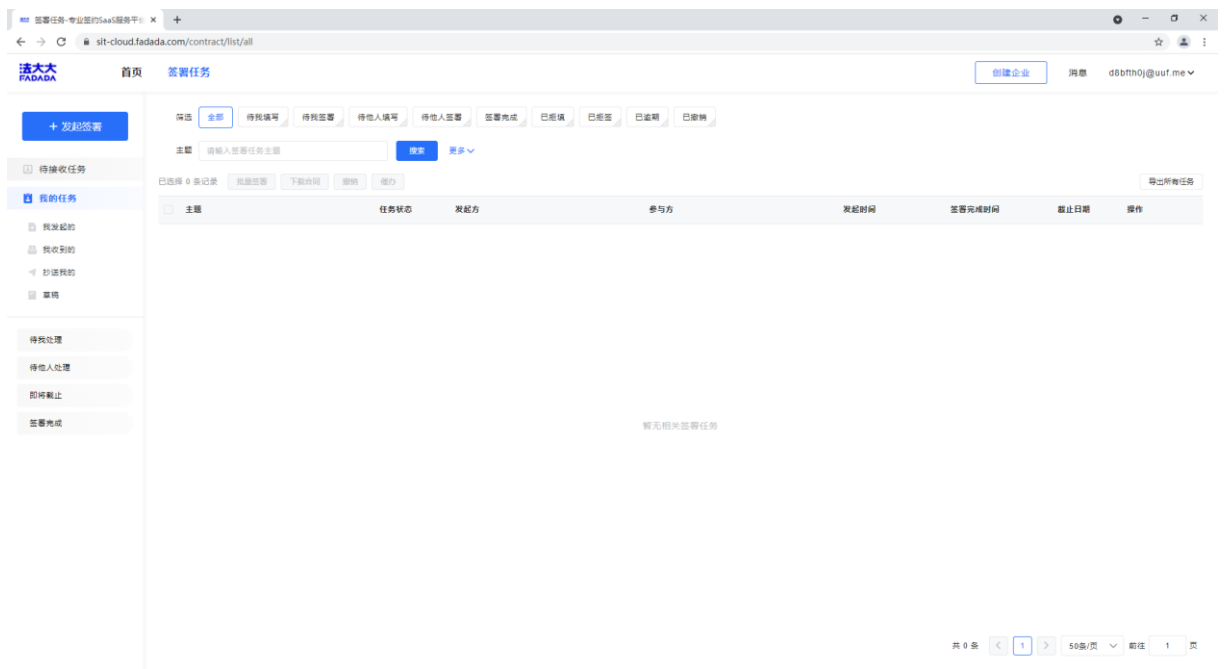 签署任务-专业签约SaaS服务平
sit-cloud.fadada.com/contract/list/all
法大大
FADADA
首页 签署任务 创建企业 消息 d8bfth0j@uuf.me
+ 发起签署
待接收任务
我的任务
我发起的
我收到的
抄送我的
草稿
待我处理
待他人处理
即将截止
签署完成
筛选 全部 待我填写 待我签署 待他人填写 待他人签署 签署完成 已拒填 已拒签 已逾期 已撤销
主题 请输入签署任务主题 搜索 更多
已选择 0 条记录 批量签署 下载合同 撤销 催办 导出所有任务
主题 任务状态 发起方 参与方 发起时间 签署完成时间 截止日期 操作
暂无相关签署任务
共 0 条 < 1 > 50条/页 前往 1 页